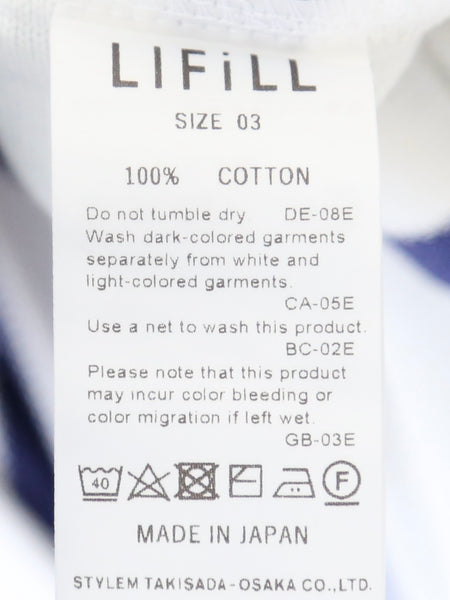 LIFiLL
SIZE 03
100% COTTON
Do not tumble dry DE-08E
Wash dark-colored garments
separately from white and
light-colored garments.
CA-05E
Use a net to wash this product.
BC-02E
Please note that this product
may incur color bleeding or
color migration if left wet.
GB-03E
40 F
MADE IN JAPAN
STYLEM TAKISADA-OSAKA CO.,LTD.